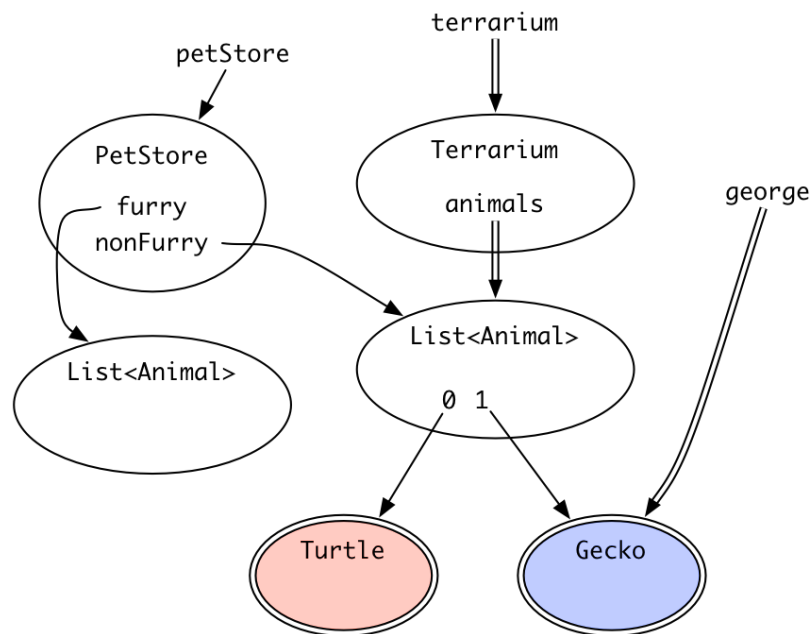 terrarium
petStore
PetStore
furry
nonFurry
Terrarium
animals
george
List<Animal>
List<Animal>
0 1
Turtle
Gecko